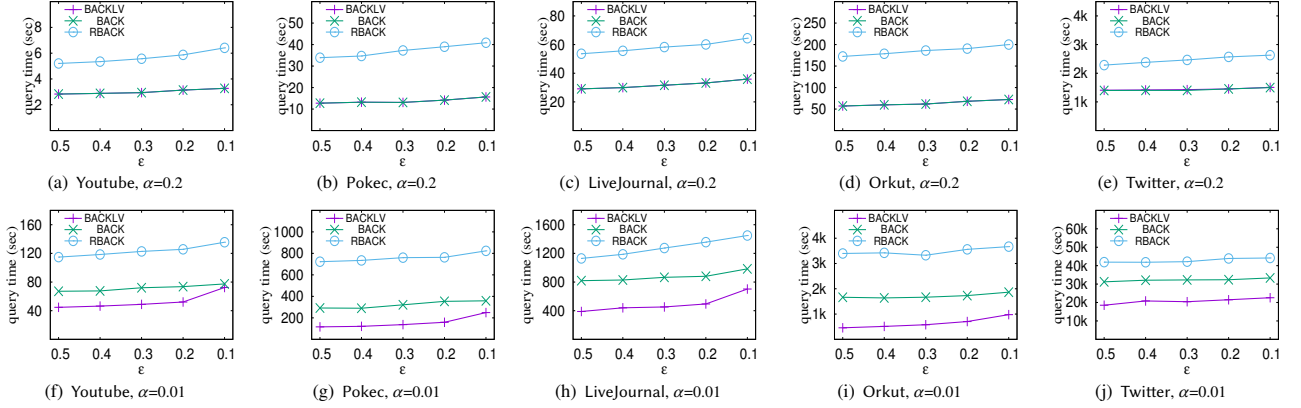 BACKLV
BACK
RBACK
query time (sec)
8
6
4
2
0.5 0.4 0.3 0.2 0.1
ε
(a) Youtube, α=0.2
BACKLV
BACK
RBACK
query time (sec)
50
40
30
20
10
0.5 0.4 0.3 0.2 0.1
ε
(b) Pokec, α=0.2
BACKLV
BACK
RBACK
query time (sec)
80
60
40
20
0.5 0.4 0.3 0.2 0.1
ε
(c) LiveJournal, α=0.2
BACKLV
BACK
RBACK
query time (sec)
250
200
150
100
50
0.5 0.4 0.3 0.2 0.1
ε
(d) Orkut, α=0.2
BACKLV
BACK
RBACK
query time (sec)
4k
3k
2k
1k
0.5 0.4 0.3 0.2 0.1
ε
(e) Twitter, α=0.2
BACKLV
BACK
RBACK
query time (sec)
160
120
80
40
0.5 0.4 0.3 0.2 0.1
ε
(f) Youtube, α=0.01
BACKLV
BACK
RBACK
query time (sec)
1000
800
600
400
200
0.5 0.4 0.3 0.2 0.1
ε
(g) Pokec, α=0.01
BACKLV
BACK
RBACK
query time (sec)
1600
1200
800
400
0.5 0.4 0.3 0.2 0.1
ε
(h) LiveJournal, α=0.01
BACKLV
BACK
RBACK
query time (sec)
4k
3k
2k
1k
0.5 0.4 0.3 0.2 0.1
ε
(i) Orkut, α=0.01
BACKLV
BACK
RBACK
query time (sec)
60k
50k
40k
30k
20k
10k
0.5 0.4 0.3 0.2 0.1
ε
(j) Twitter, α=0.01